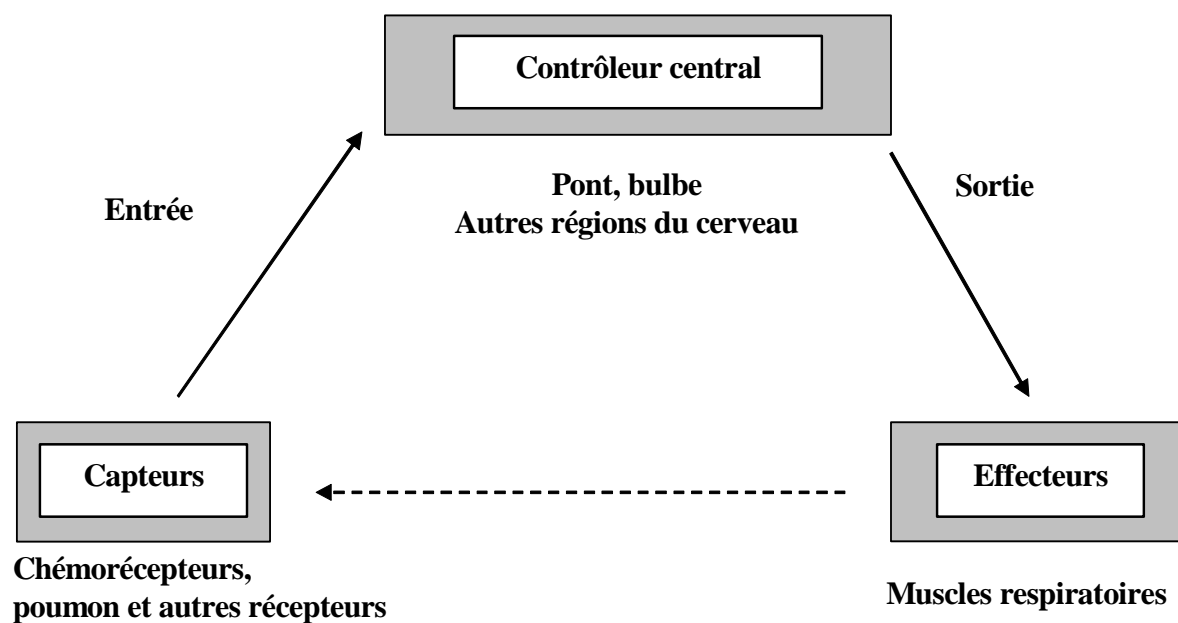 Contrôleur central
Pont, bulbe
Autres régions du cerveau
Entrée
Sortie
Capteurs
Effecteurs
Chémorécepteurs,
poumon et autres récepteurs
Muscles respiratoires